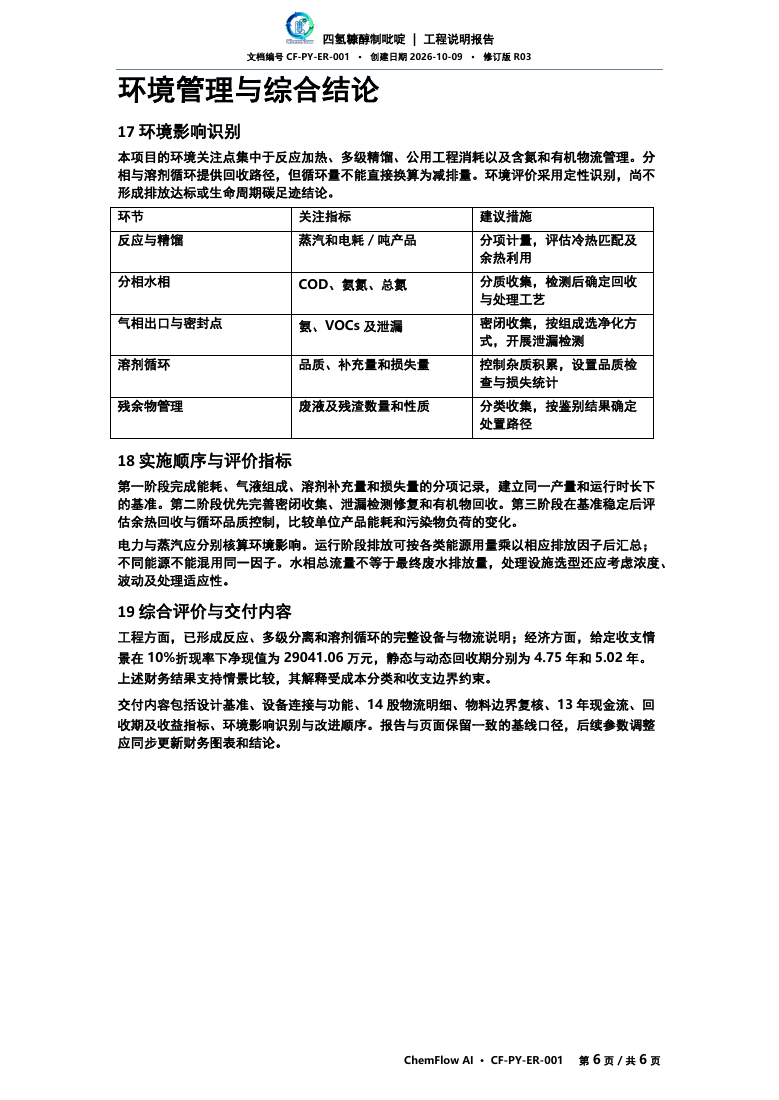 ChemFlow
四氢糠醇制吡啶 | 工程说明报告
文档编号 CF-PY-ER-001 • 创建日期 2026-10-09 • 修订版 R03
环境管理与综合结论
17 环境影响识别
本项目的环境关注点集中于反应加热、多级精馏、公用工程消耗以及含氮和有机物流管理。分
相与溶剂循环提供回收路径，但循环量不能直接换算为减排量。环境评价采用定性识别，尚不
形成排放达标或生命周期碳足迹结论。
环节 关注指标 建议措施
反应与精馏 蒸汽和电耗 / 吨产品 分项计量，评估冷热匹配及
余热利用
分相水相 COD、氨氮、总氮 分质收集，检测后确定回收
与处理工艺
气相出口与密封点 氨、VOCs 及泄漏 密闭收集，按组成选净化方
式，开展泄漏检测
溶剂循环 品质、补充量和损失量 控制杂质积累，设置品质检
查与损失统计
残余物管理 废液及残渣数量和性质 分类收集，按鉴别结果确定
处置路径
18 实施顺序与评价指标
第一阶段完成能耗、气液组成、溶剂补充量和损失量的分项记录，建立同一产量和运行时长下
的基准。第二阶段优先完善密闭收集、泄漏检测修复和有机物回收。第三阶段在基准稳定后评
估余热回收与循环品质控制，比较单位产品能耗和污染物负荷的变化。
电力与蒸汽应分别核算环境影响。运行阶段排放可按各类能源用量乘以相应排放因子后汇总；
不同能源不能混用同一因子。水相总流量不等于最终废水排放量，处理设施选型还应考虑浓度、
波动及处理适应性。
19 综合评价与交付内容
工程方面，已形成反应、多级分离和溶剂循环的完整设备与物流说明；经济方面，给定收支情
景在 10%折现率下净现值为 29041.06 万元，静态与动态回收期分别为 4.75 年和 5.02 年。
上述财务结果支持情景比较，其解释受成本分类和收支边界约束。
交付内容包括设计基准、设备连接与功能、14 股物流明细、物料边界复核、13 年现金流、回
收期及收益指标、环境影响识别与改进顺序。报告与页面保留一致的基线口径，后续参数调整
应同步更新财务图表和结论。
ChemFlow AI • CF-PY-ER-001 第 6 页 / 共 6 页